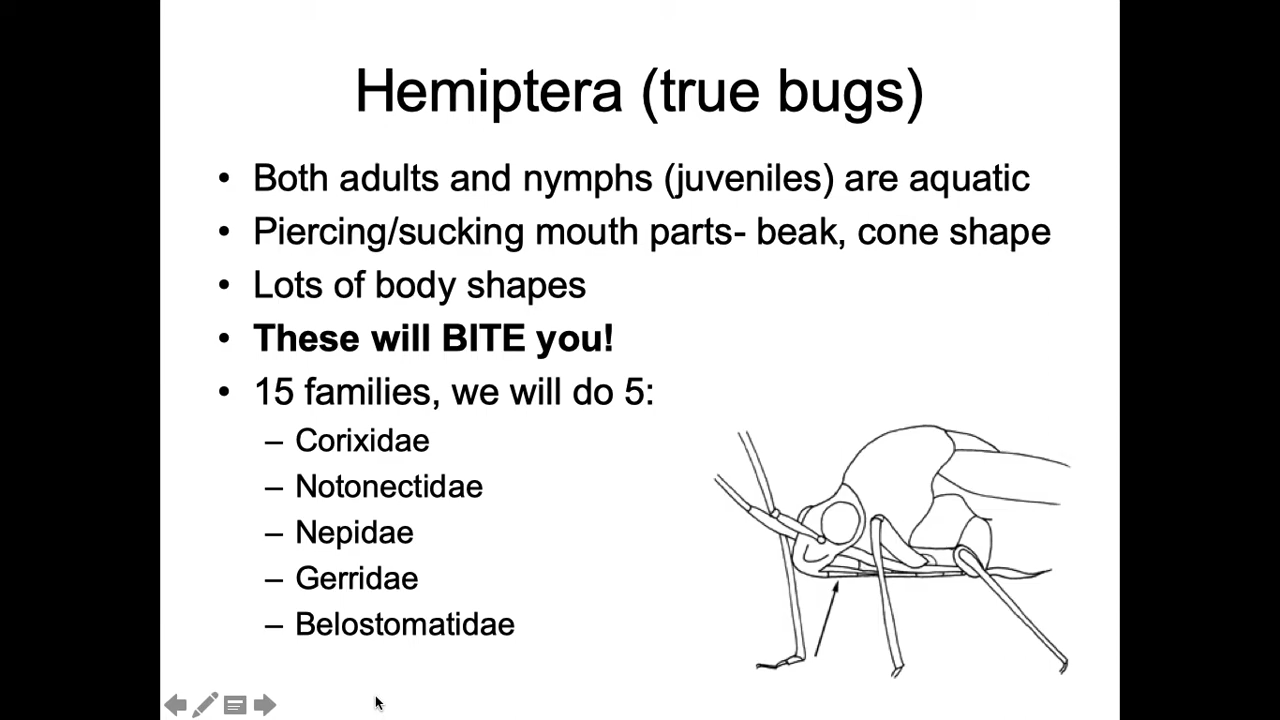 Hemiptera (true bugs)
• Both adults and nymphs (juveniles) are aquatic
• Piercing/sucking mouth parts- beak, cone shape
• Lots of body shapes
• These will BITE you!
• 15 families, we will do 5:
– Corixidae
– Notonectidae
– Nepidae
– Gerridae
– Belostomatidae